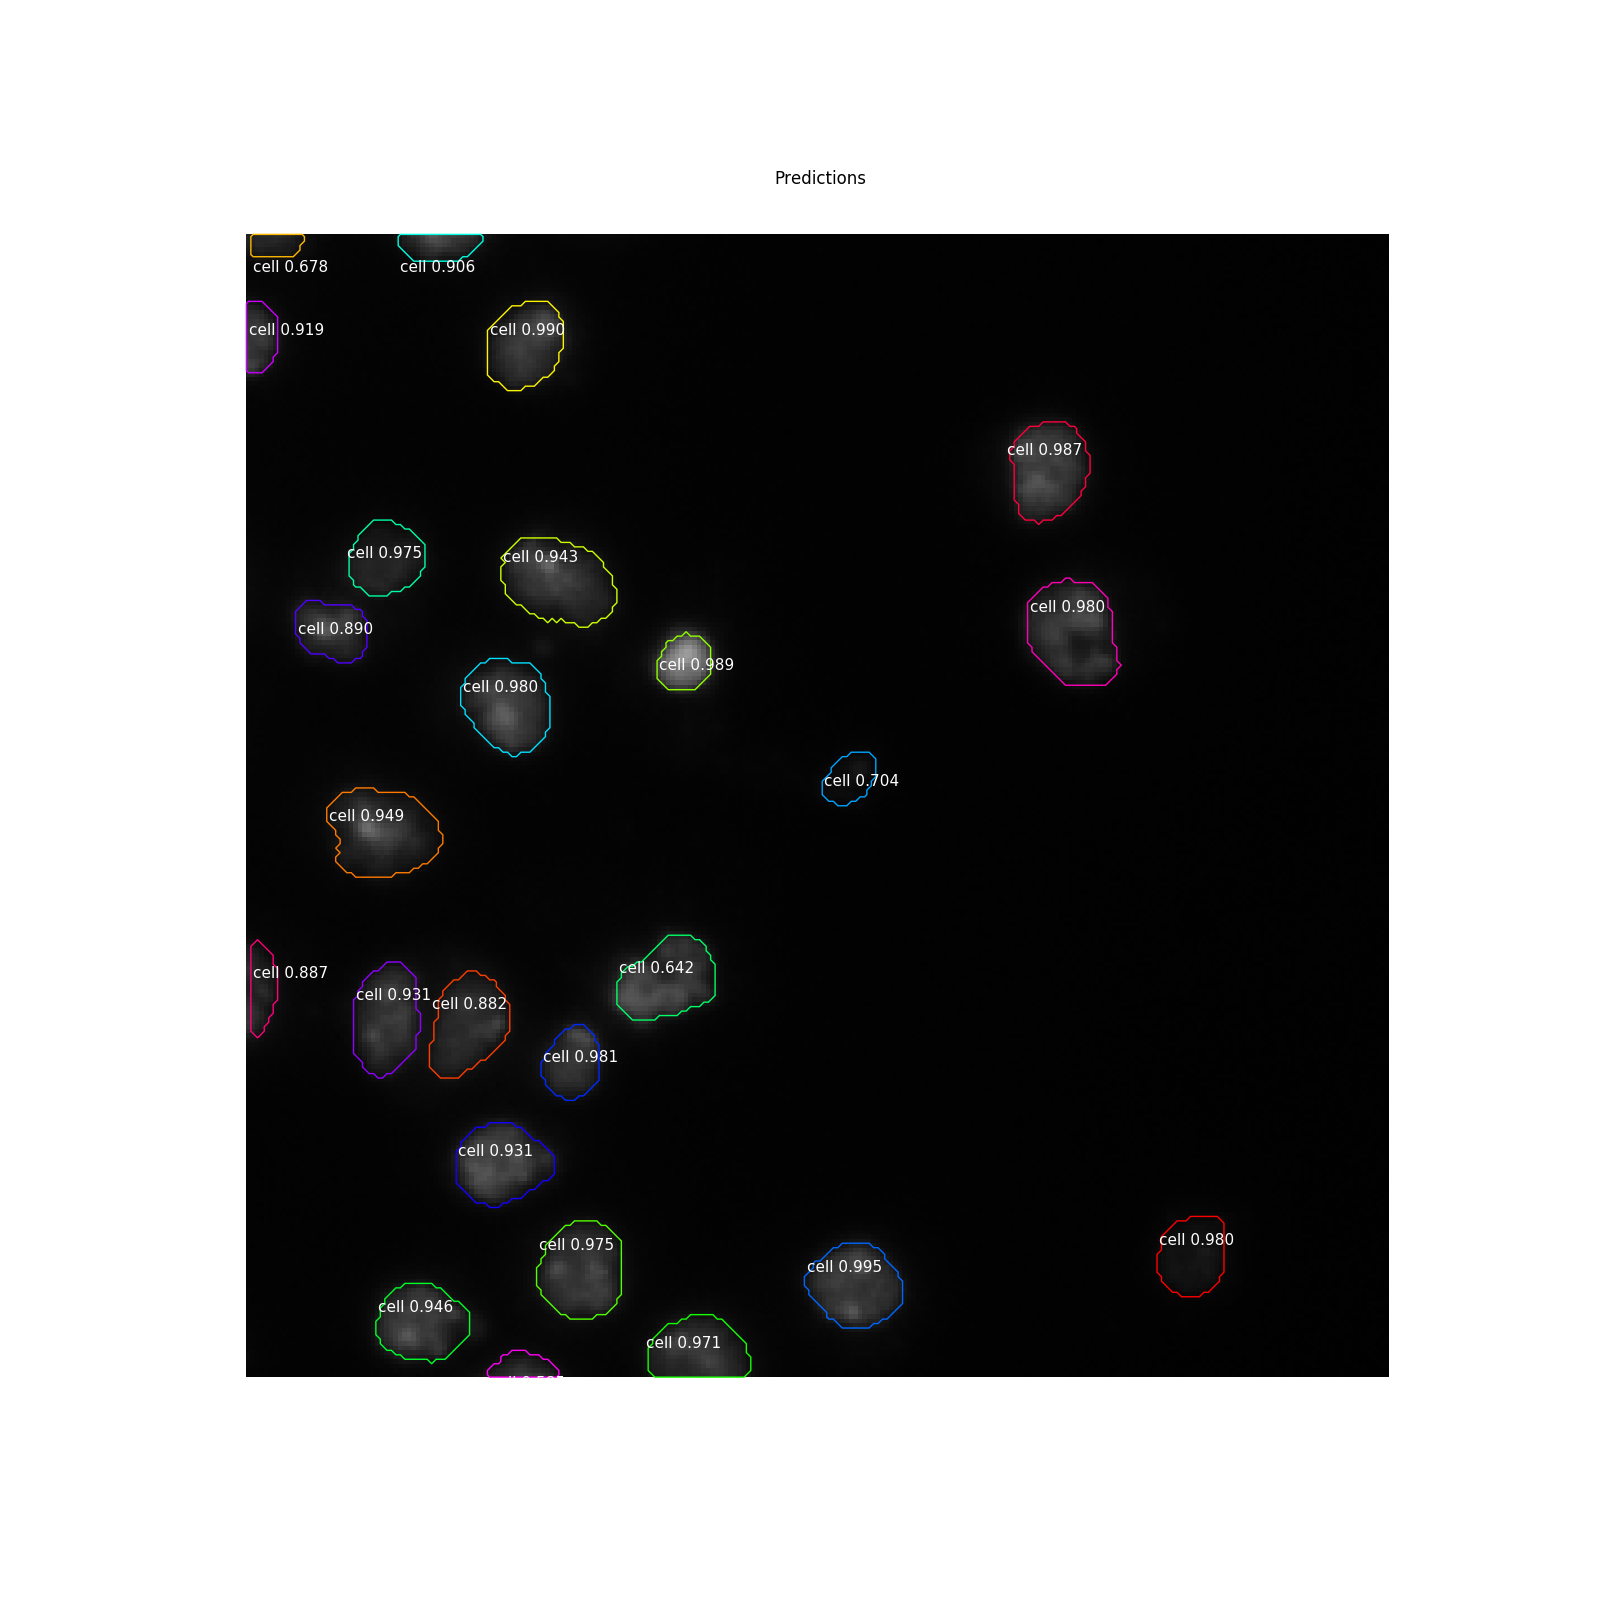 Predictions
cell 0.678
cell 0.906
cell 0.919
cell 0.990
cell 0.987
cell 0.975
cell 0.943
cell 0.980
cell 0.890
cell 0.989
cell 0.980
cell 0.704
cell 0.949
cell 0.642
cell 0.887
cell 0.931
cell 0.882
cell 0.981
cell 0.931
cell 0.980
cell 0.975
cell 0.995
cell 0.946
cell 0.971